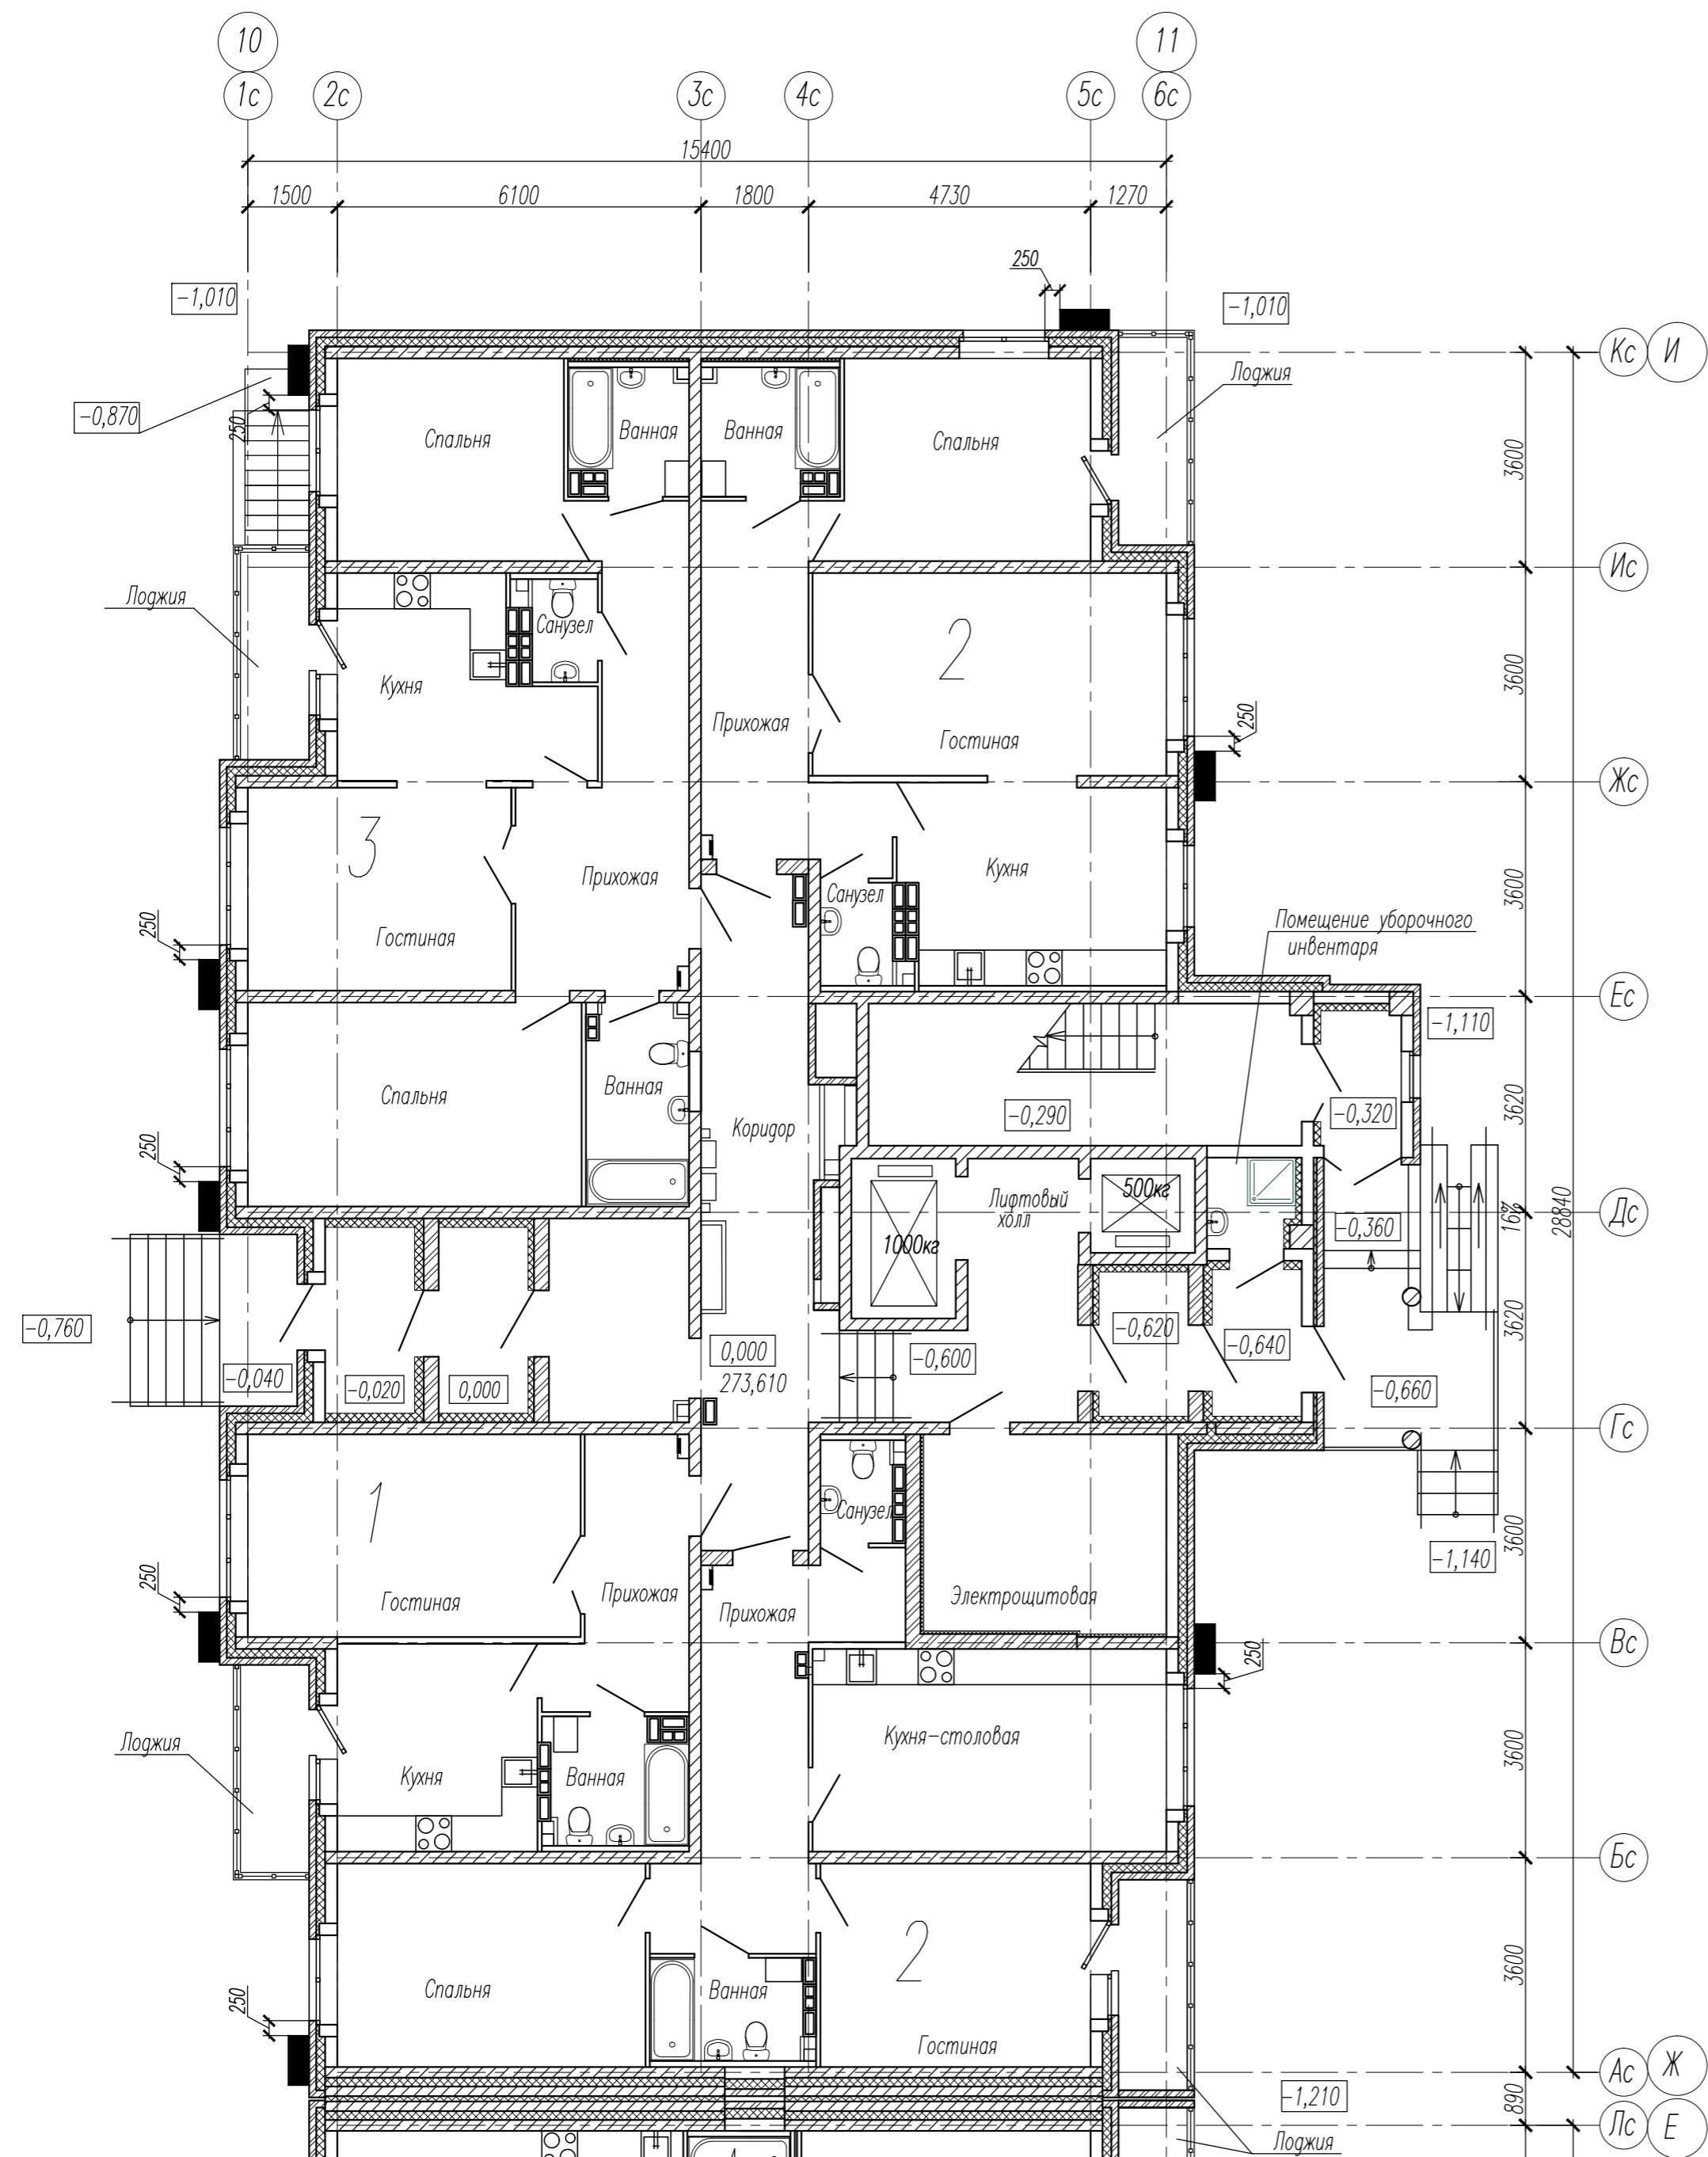 10
11
1с
2с
3с
4с
5с
6с
15400
1500
6100
1800
4730
1270
250
-1,010
-1,010
Кс
И
Лоджия
-0,870
250
Спальня
Ванная
Ванная
Спальня
3600
Ис
Лоджия
Санузел
2
Кухня
3600
Прихожая
Гостиная
250
Жс
3
Прихожая
Кухня
3600
Санузел
Гостиная
250
Помещение уборочного
инвентаря
Ес
-1,110
Спальня
Ванная
Коридор
-0,290
-0,320
3620
250
Лифтовый
холл
500кг
1000кг
-0,360
16%
28840
Дс
-0,760
-0,040
-0,020
0,000
0,000
273,610
-0,600
-0,620
-0,640
-0,660
3620
Гс
1
Санузел
-1,140
3600
250
Гостиная
Прихожая
Прихожая
Электрощитовая
Вс
250
Лоджия
Кухня
Ванная
Кухня-столовая
3600
Бс
2
Спальня
Ванная
Гостиная
3600
250
Ас
Ж
-1,210
890
Лс
Е
Лоджия